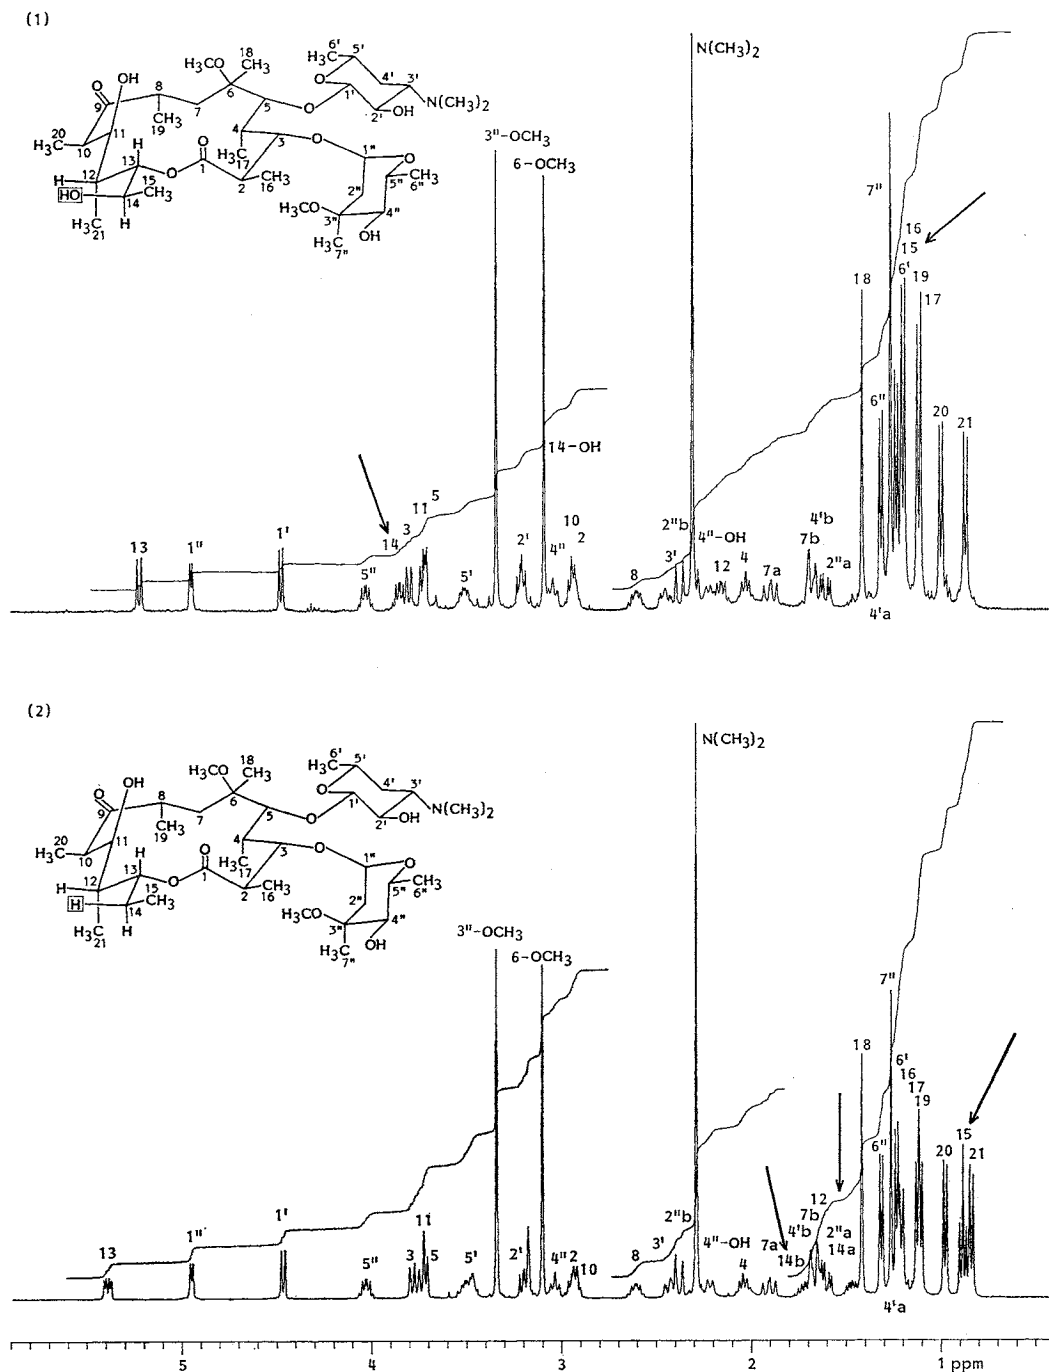 (1)
6'
H3C 5'
18
H3CO CH3
4' 3'
OH
O
6
O
N(CH3)2
N(CH3)2
9
8
7
5
O
1'
2' OH
20
CH3
19
11
4
3
O
H3C
10
H
O
H3C
17
1"
O
13
12
H
15
O
1
CH3
16
2
2"
5" CH3
6"
HO
CH3
14
H3CO
3"
4"
H3C
21
H
H3C
7"
OH
3"-OCH3
6-OCH3
7"
16
15
18
6'
19
17
6"
14-OH
20
21
13
1"
1'
14
3
11
5
2'
10
4"
2
2"b
4"-OH
4'b
7b
5"
5'
8
3'
12
4
7a
2"a
4'a
(2)
6'
H3C 5'
18
H3CO CH3
4' 3'
OH
O
6
O
N(CH3)2
N(CH3)2
9
8
7
5
O
1'
2' OH
20
CH3
19
11
4
3
O
H3C
10
H
O
H3C
17
1"
O
13
12
H
15
O
1
CH3
16
2
2"
5" CH3
6"
H
CH3
14
H3CO
3"
4"
H3C
21
H
H3C
7"
OH
3"-OCH3
6-OCH3
7"
18
6'
16
17
19
15
6"
20
21
13
1"
1'
11
2"b
12
7b
4'b
2"a
5"
3
5
5'
2'
4"
2
10
8
3'
4"-OH
7a
14b
14a
4
4'a
5 4 3 2 1 ppm